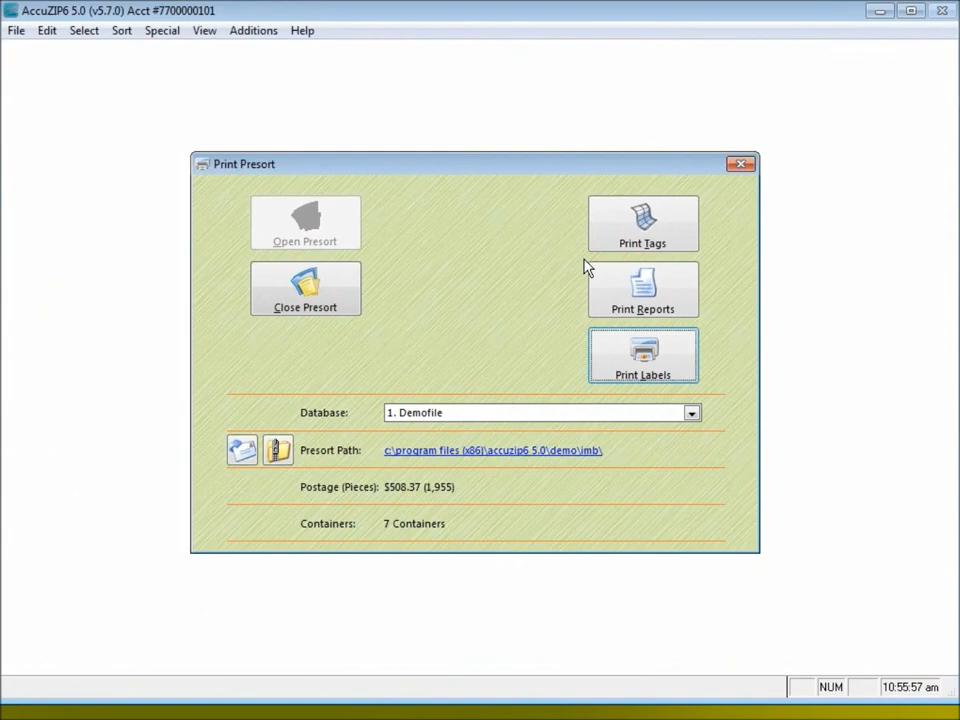 AccuZIP6 5.0 (v5.7.0) Acct #7700000101
File Edit Select Sort Special View Additions Help
Print Presort
Open Presort
Print Tags
Close Presort
Print Reports
Print Labels
Database: 1. Demofile
Presort Path: c:\program files (x86)\accuzip6 5.0\demo\imb\
Postage (Pieces): $508.37 (1,955)
Containers: 7 Containers
NUM 10:55:57 am